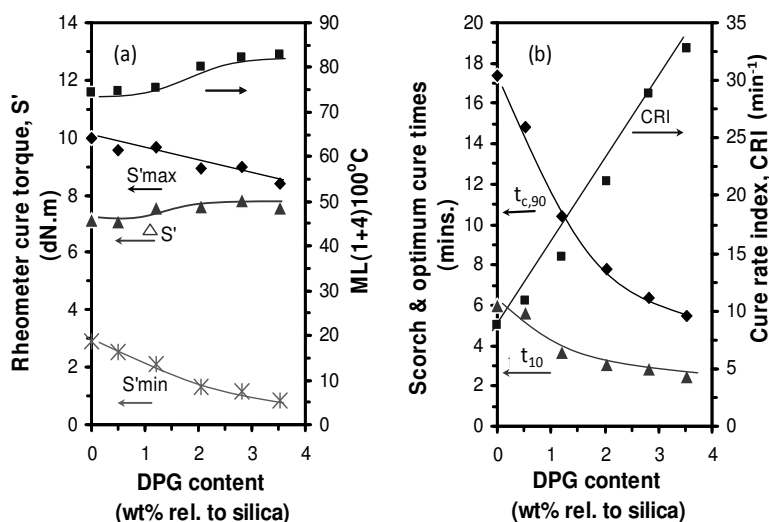 (a)
Rheometer cure torque, S'
(dN.m)
14
12
10
8
6
4
2
0
S'max
△ S'
S'min
90
80
70
60
50
40
30
20
10
0
ML(1+4)100°C
0 1 2 3 4
DPG content
(wt% rel. to silica)
(b)
Scorch & optimum cure times
(mins.)
20
18
16
14
12
10
8
6
4
2
0
CRI
tc,90
t10
35
30
25
20
15
10
5
0
Cure rate index, CRI (min⁻¹)
0 1 2 3 4
DPG content
(wt% rel. to silica)